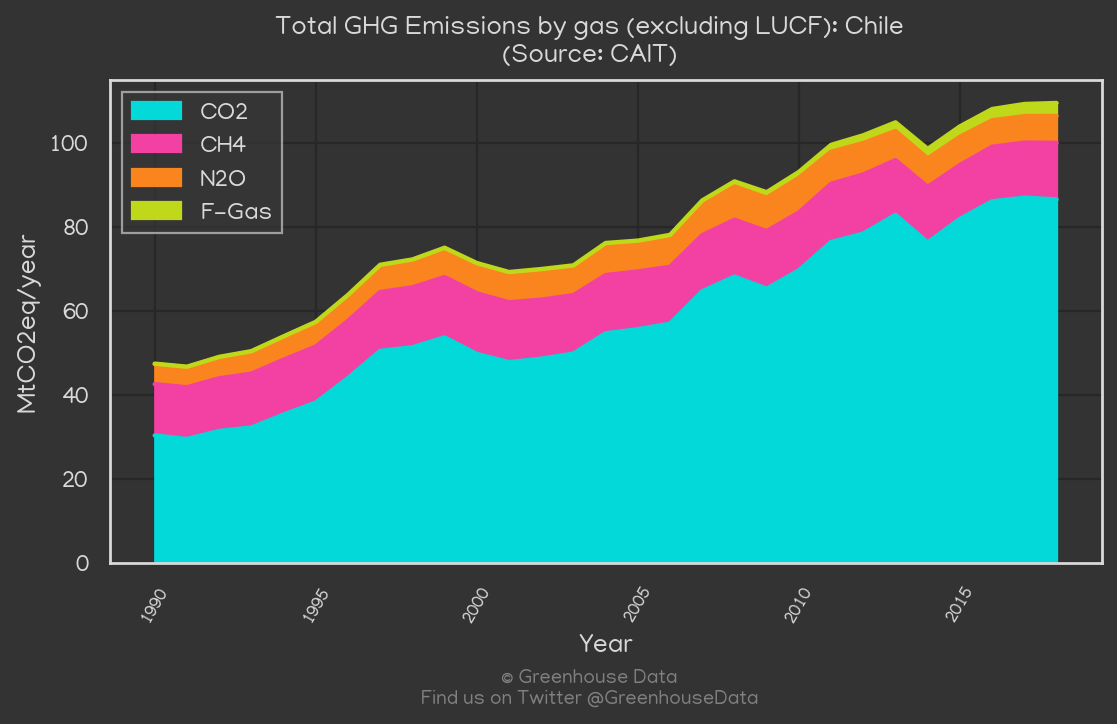 Total GHG Emissions by gas (excluding LUCF): Chile
(Source: CAIT)
CO2
CH4
N2O
F-Gas
MtCO2eq/year
100
80
60
40
20
0
1990
1995
2000
2005
2010
2015
Year
© Greenhouse Data
Find us on Twitter @GreenhouseData